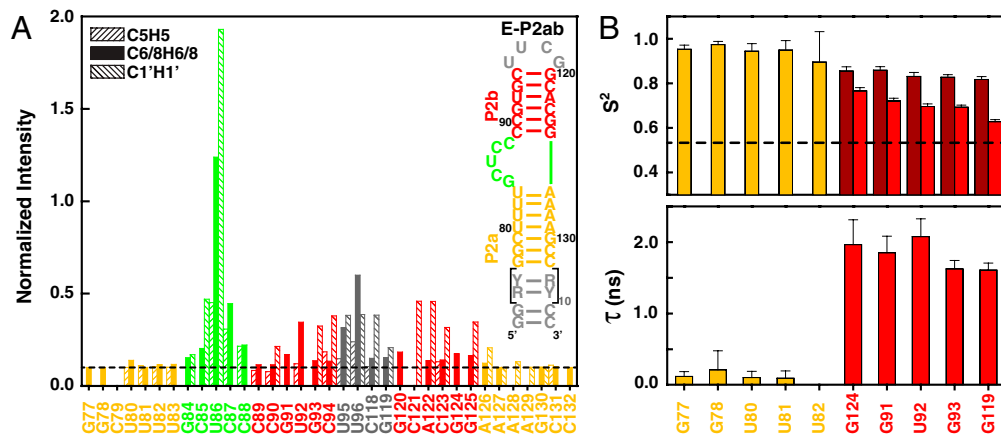 A
Normalized Intensity
2.0
1.5
1.0
0.5
0.0
C5H5
C6/8H6/8
C1'H1'
E-P2ab
U C
U G
C G 120
G C
U A
P2b
G C
90 C G
C G
C C
U
C
G
U A
U A
U A
80 U A
P2a
C G 130
G C
G C
Y R
R Y 10
G C
G C
5' 3'
G77 G78 C79 U80 U81 U82 U83 G84 C85 U86 C87 C88 C89 C90 G91 U92 G93 C94 U95 U96 C118 G119 G120 C121 A122 C123 G124 G125 A126 A127 A128 A129 G130 C131 C132
B
S²
1.0
0.8
0.6
0.4
τ (ns)
2.0
1.0
0.0
G77 G78 U80 U81 U82 G124 G91 U92 G93 G119